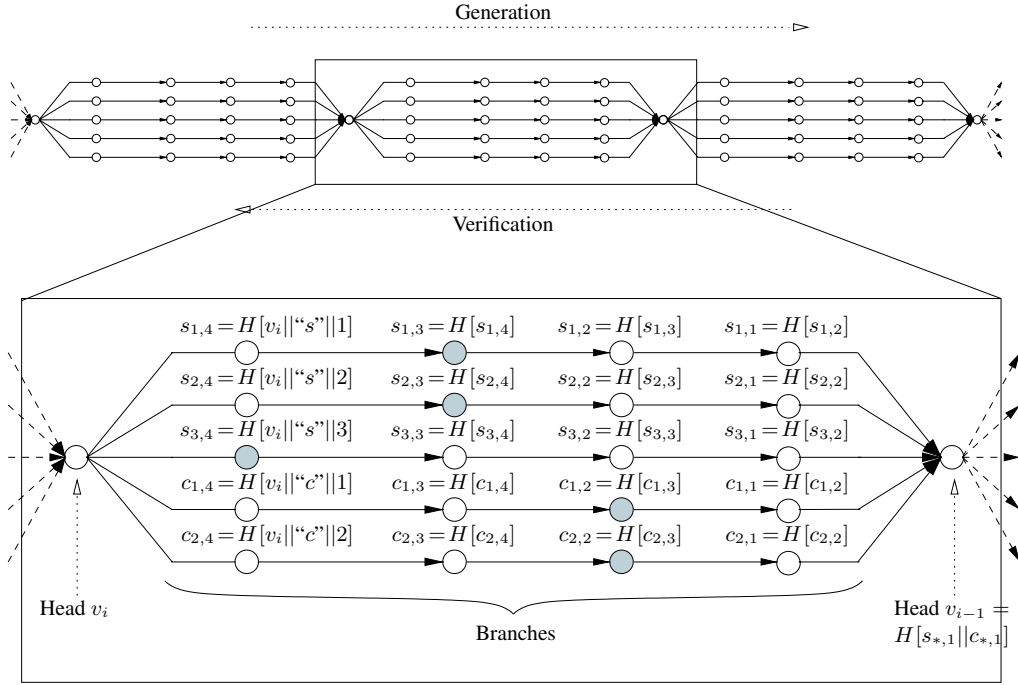 Generation
Verification
s1,4 = H[vi||“s”||1] s1,3 = H[s1,4] s1,2 = H[s1,3] s1,1 = H[s1,2]
s2,4 = H[vi||“s”||2] s2,3 = H[s2,4] s2,2 = H[s2,3] s2,1 = H[s2,2]
s3,4 = H[vi||“s”||3] s3,3 = H[s3,4] s3,2 = H[s3,3] s3,1 = H[s3,2]
c1,4 = H[vi||“c”||1] c1,3 = H[c1,4] c1,2 = H[c1,3] c1,1 = H[c1,2]
c2,4 = H[vi||“c”||2] c2,3 = H[c2,4] c2,2 = H[c2,3] c2,1 = H[c2,2]
Head vi
Branches
Head vi−1 =
H[s∗,1||c∗,1]